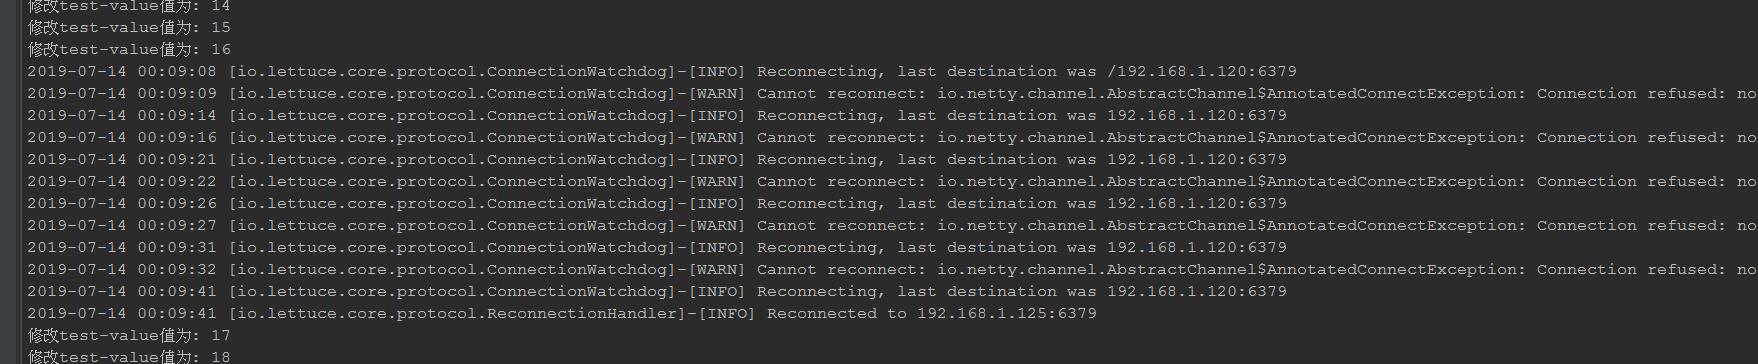 修改test-value值为: 14
修改test-value值为: 15
修改test-value值为: 16
2019-07-14 00:09:08 [io.lettuce.core.protocol.ConnectionWatchdog]-[INFO] Reconnecting, last destination was /192.168.1.120:6379
2019-07-14 00:09:09 [io.lettuce.core.protocol.ConnectionWatchdog]-[WARN] Cannot reconnect: io.netty.channel.AbstractChannel$AnnotatedConnectException: Connection refused: no
2019-07-14 00:09:14 [io.lettuce.core.protocol.ConnectionWatchdog]-[INFO] Reconnecting, last destination was 192.168.1.120:6379
2019-07-14 00:09:16 [io.lettuce.core.protocol.ConnectionWatchdog]-[WARN] Cannot reconnect: io.netty.channel.AbstractChannel$AnnotatedConnectException: Connection refused: no
2019-07-14 00:09:21 [io.lettuce.core.protocol.ConnectionWatchdog]-[INFO] Reconnecting, last destination was 192.168.1.120:6379
2019-07-14 00:09:22 [io.lettuce.core.protocol.ConnectionWatchdog]-[WARN] Cannot reconnect: io.netty.channel.AbstractChannel$AnnotatedConnectException: Connection refused: no
2019-07-14 00:09:26 [io.lettuce.core.protocol.ConnectionWatchdog]-[INFO] Reconnecting, last destination was 192.168.1.120:6379
2019-07-14 00:09:27 [io.lettuce.core.protocol.ConnectionWatchdog]-[WARN] Cannot reconnect: io.netty.channel.AbstractChannel$AnnotatedConnectException: Connection refused: no
2019-07-14 00:09:31 [io.lettuce.core.protocol.ConnectionWatchdog]-[INFO] Reconnecting, last destination was 192.168.1.120:6379
2019-07-14 00:09:32 [io.lettuce.core.protocol.ConnectionWatchdog]-[WARN] Cannot reconnect: io.netty.channel.AbstractChannel$AnnotatedConnectException: Connection refused: no
2019-07-14 00:09:41 [io.lettuce.core.protocol.ConnectionWatchdog]-[INFO] Reconnecting, last destination was 192.168.1.120:6379
2019-07-14 00:09:41 [io.lettuce.core.protocol.ReconnectionHandler]-[INFO] Reconnected to 192.168.1.125:6379
修改test-value值为: 17
修改test-value值为: 18